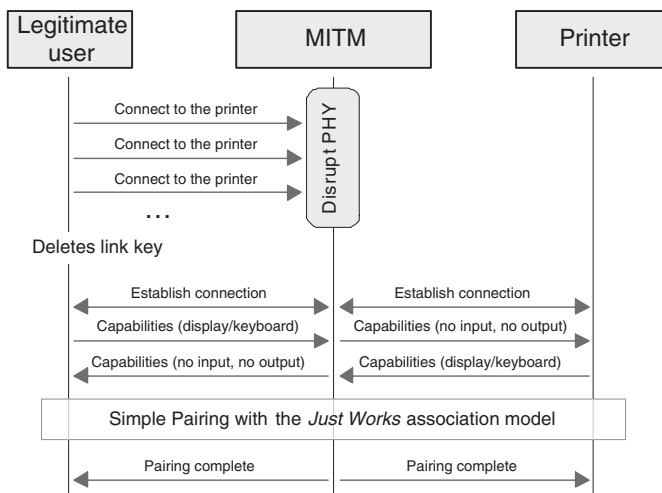 Legitimate
user
MITM
Printer
Connect to the printer
Connect to the printer
Connect to the printer
Disrupt PHY
...
Deletes link key
Establish connection
Establish connection
Capabilities (display/keyboard)
Capabilities (no input, no output)
Capabilities (no input, no output)
Capabilities (display/keyboard)
Simple Pairing with the Just Works association model
Pairing complete
Pairing complete